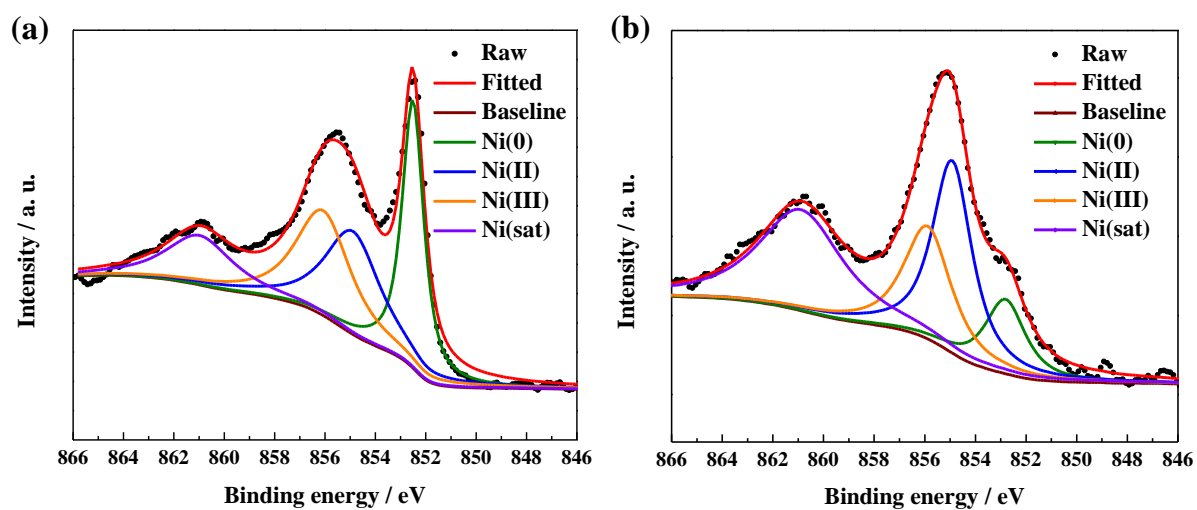 (a)
Raw
Fitted
Baseline
Ni(0)
Ni(II)
Ni(III)
Ni(sat)
Intensity / a. u.
866 864 862 860 858 856 854 852 850 848 846
Binding energy / eV
(b)
Raw
Fitted
Baseline
Ni(0)
Ni(II)
Ni(III)
Ni(sat)
Intensity / a. u.
866 864 862 860 858 856 854 852 850 848 846
Binding energy / eV